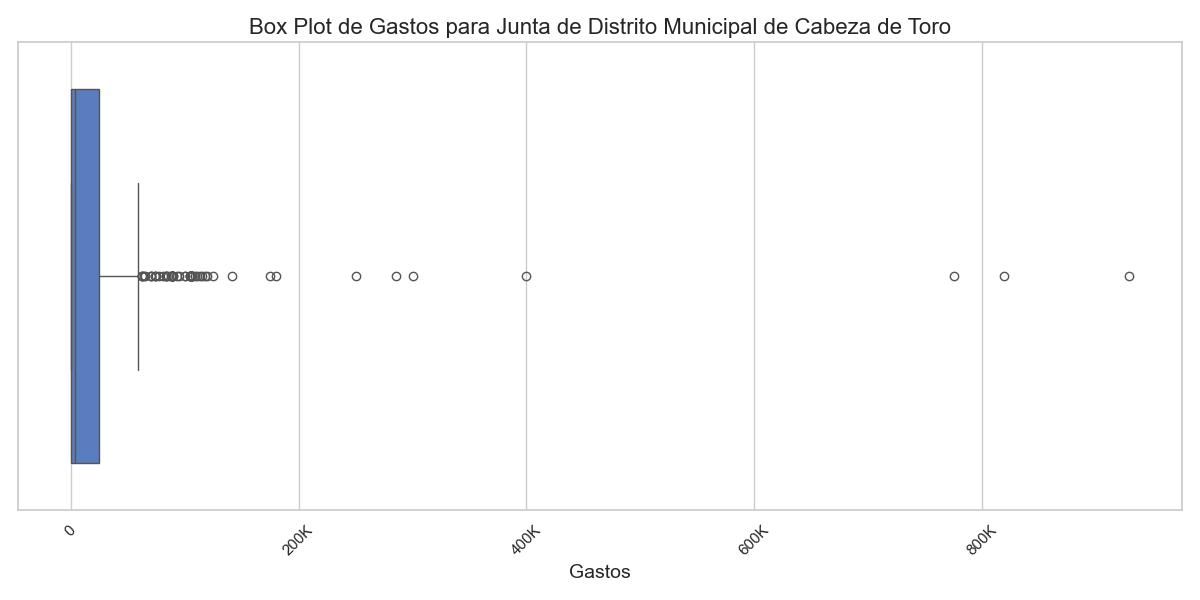 Box Plot de Gastos para Junta de Distrito Municipal de Cabeza de Toro
0
200K
400K
600K
800K
Gastos